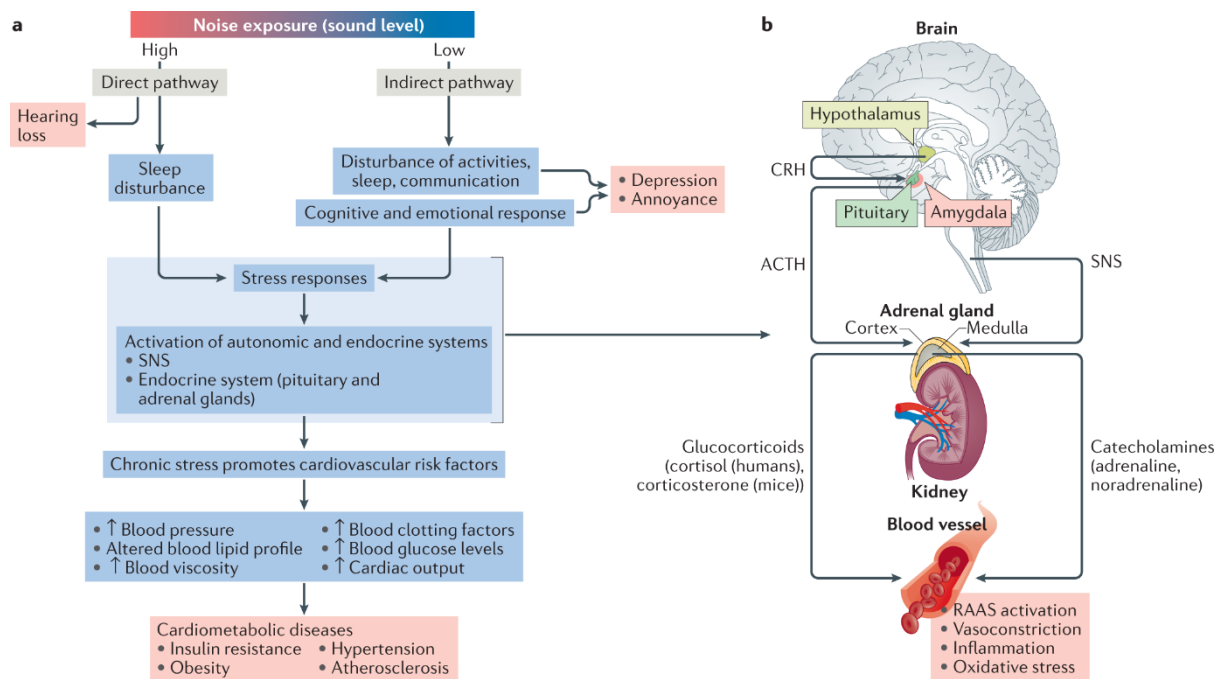 a
Noise exposure (sound level)
High
Low
Direct pathway
Indirect pathway
Hearing
loss
Sleep
disturbance
Disturbance of activities,
sleep, communication
Cognitive and emotional response
• Depression
• Annoyance
Stress responses
Activation of autonomic and endocrine systems
• SNS
• Endocrine system (pituitary and
adrenal glands)
Chronic stress promotes cardiovascular risk factors
• ↑ Blood pressure
• Altered blood lipid profile
• ↑ Blood viscosity
• ↑ Blood clotting factors
• ↑ Blood glucose levels
• ↑ Cardiac output
Cardiometabolic diseases
• Insulin resistance
• Obesity
• Hypertension
• Atherosclerosis
b
Brain
Hypothalamus
CRH
Pituitary
Amygdala
ACTH
SNS
Adrenal gland
Cortex
Medulla
Glucocorticoids
(cortisol (humans),
corticosterone (mice))
Catecholamines
(adrenaline,
noradrenaline)
Kidney
Blood vessel
• RAAS activation
• Vasoconstriction
• Inflammation
• Oxidative stress